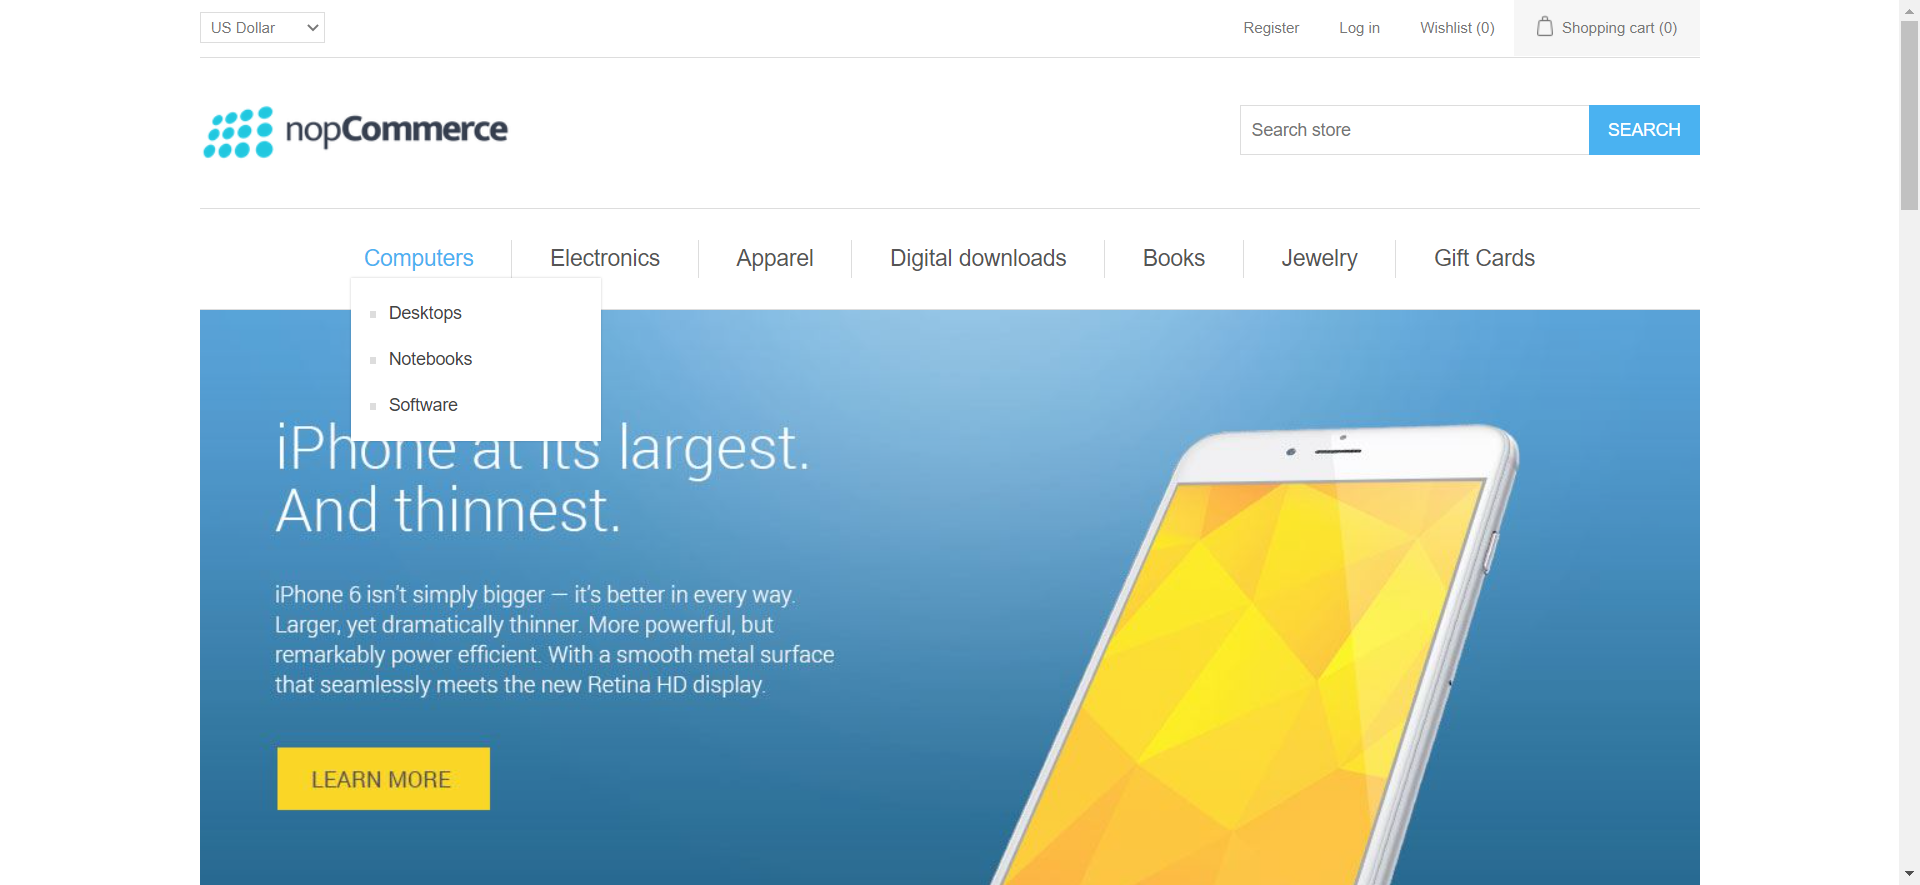 US Dollar
Register
Log in
Wishlist (0)
Shopping cart (0)
nopCommerce
Search store
SEARCH
Computers
Electronics
Apparel
Digital downloads
Books
Jewelry
Gift Cards
Desktops
Notebooks
Software
iPhone at its largest.
And thinnest.
iPhone 6 isn't simply bigger — it's better in every way.
Larger, yet dramatically thinner. More powerful, but
remarkably power efficient. With a smooth metal surface
that seamlessly meets the new Retina HD display.
LEARN MORE